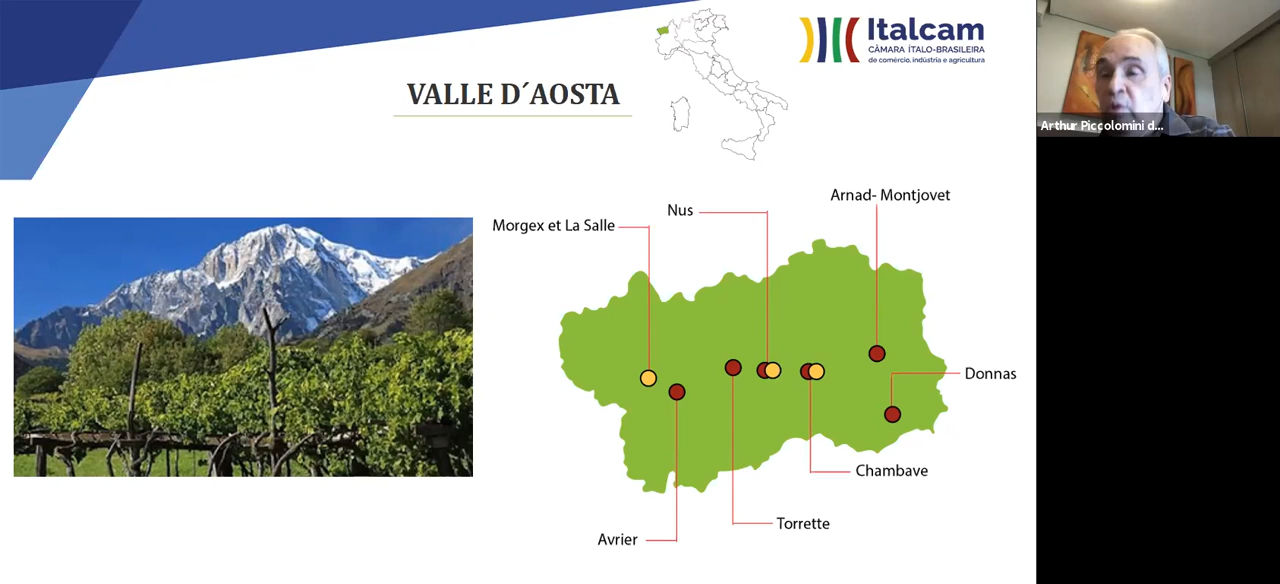 VALLE D´AOSTA
Italcam
CÂMARA ÍTALO-BRASILEIRA
de comércio, indústria e agricultura
Arthur Piccolomini d...
Arnad- Montjovet
Nus
Morgex et La Salle
Donnas
Chambave
Torrette
Avrier